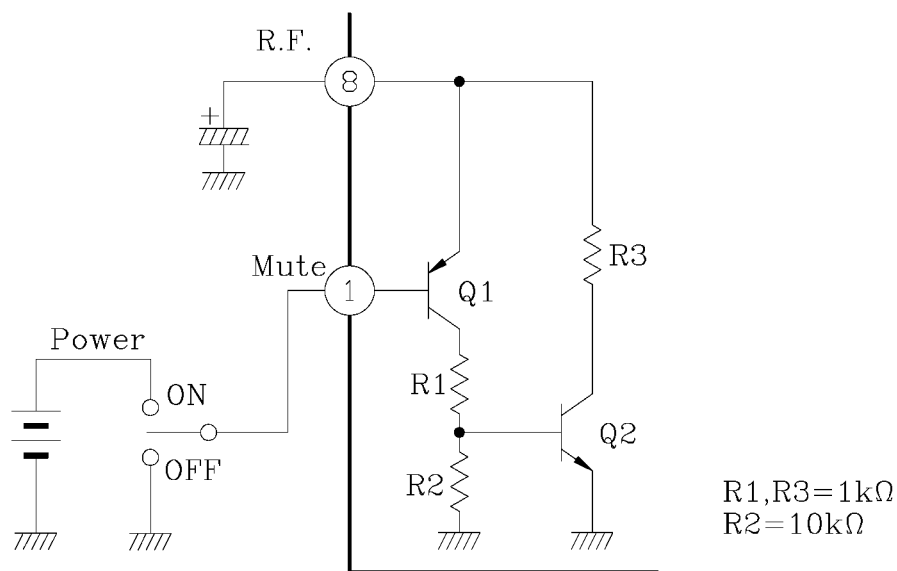 R.F.
8
+
Mute
1
Q1
R3
Power
ON
R1
OFF
Q2
R2
R1,R3=1kΩ
R2=10kΩ